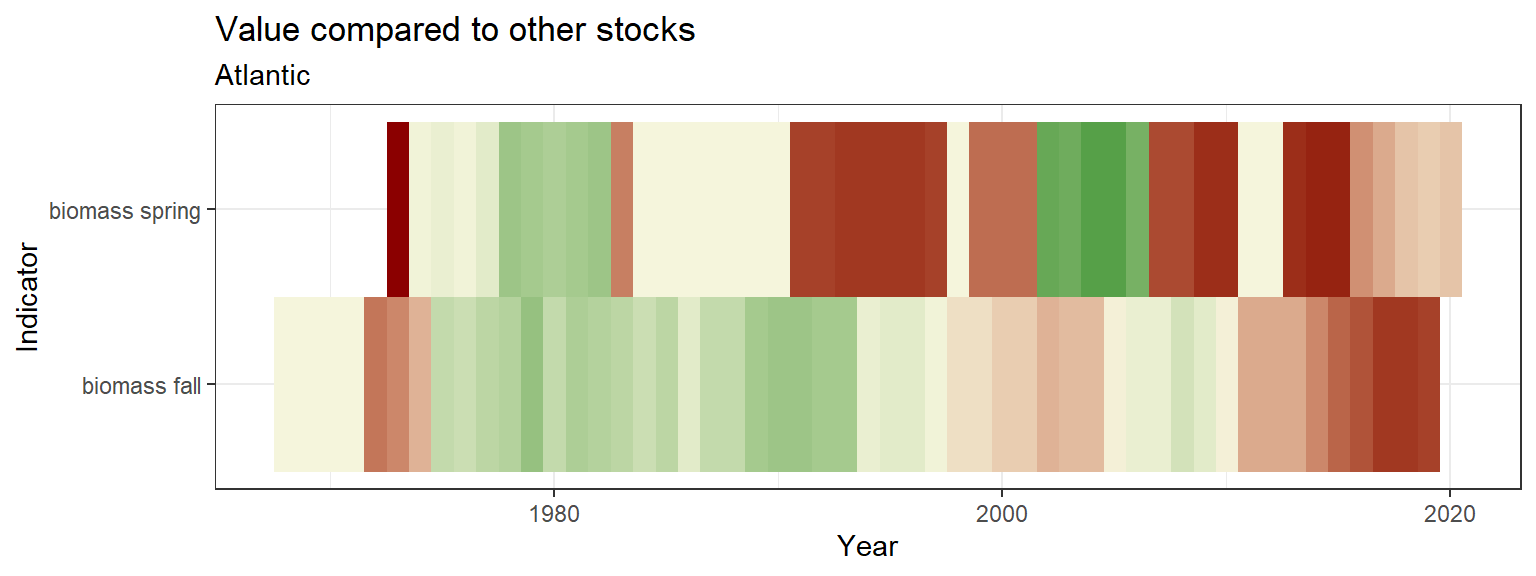 Value compared to other stocks
Atlantic
Indicator
biomass spring
biomass fall
1980 2000 2020
Year